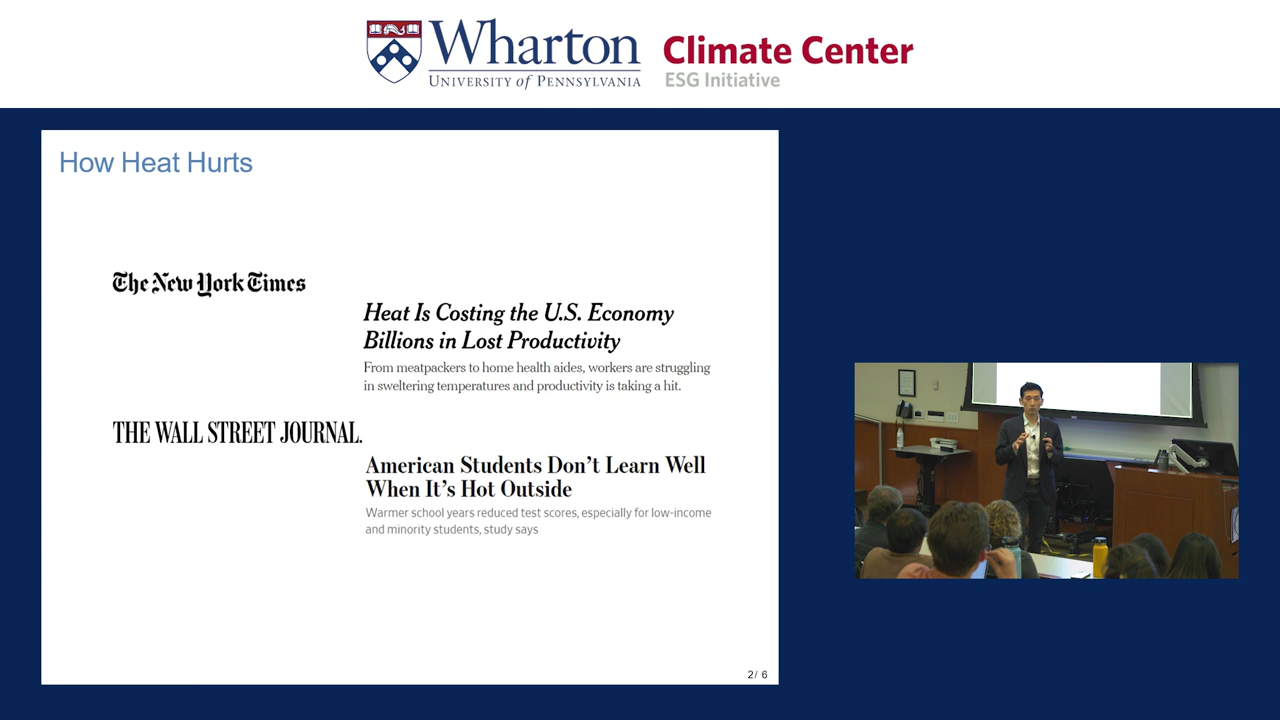 Wharton
UNIVERSITY of PENNSYLVANIA
Climate Center
ESG Initiative
How Heat Hurts
The New York Times
Heat Is Costing the U.S. Economy
Billions in Lost Productivity
From meatpackers to home health aides, workers are struggling
in sweltering temperatures and productivity is taking a hit.
THE WALL STREET JOURNAL.
American Students Don't Learn Well
When It's Hot Outside
Warmer school years reduced test scores, especially for low-income
and minority students, study says
2/ 6